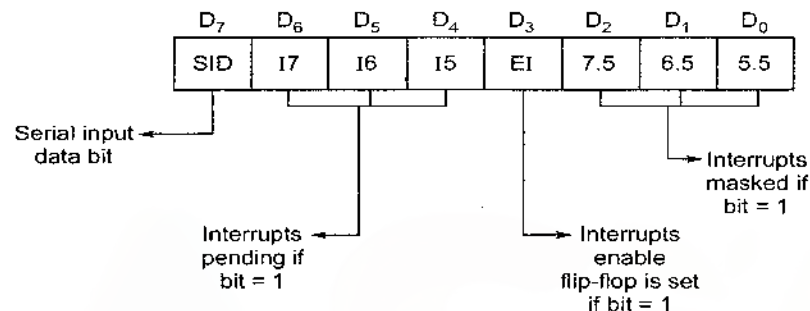 D7 D6 D5 D4 D3 D2 D1 D0
SID I7 I6 I5 EI 7.5 6.5 5.5
Serial input
data bit
Interrupts
masked if
bit = 1
Interrupts
pending if
bit = 1
Interrupts
enable
flip-flop is set
if bit = 1